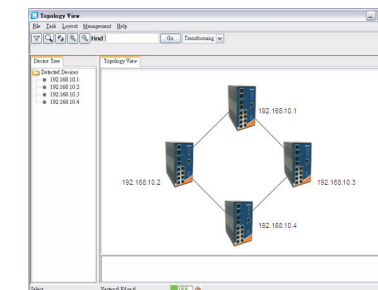 Topology View
File Task Layout Management Help
Find Go Transforming
Device Tree
Topology View
Detected Devices
192.168.10.1
192.168.10.2
192.168.10.3
192.168.10.4
192.168.10.1
192.168.10.2
192.168.10.3
192.168.10.4
Select